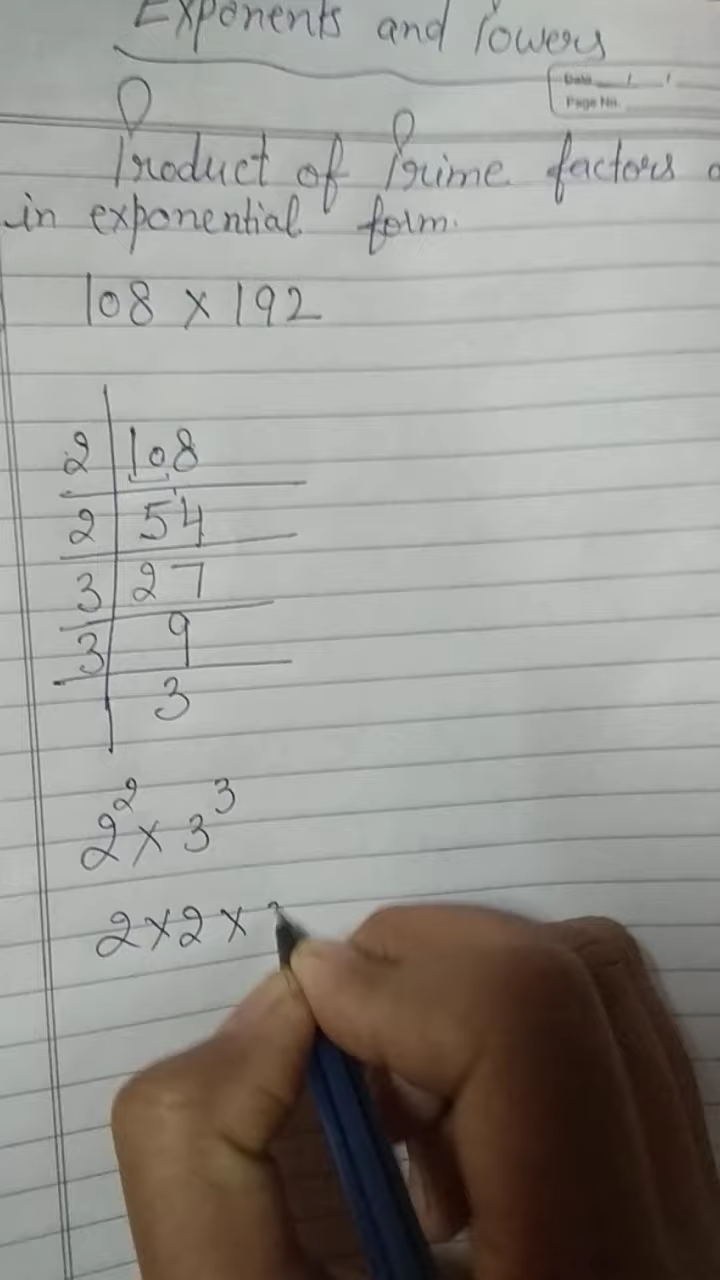 Exponents and Powers
Date / /
Page No.
Product of Prime factors
in exponential form.
108 × 192
2 108
2 54
3 27
3 9
3
2² × 3³
2×2×